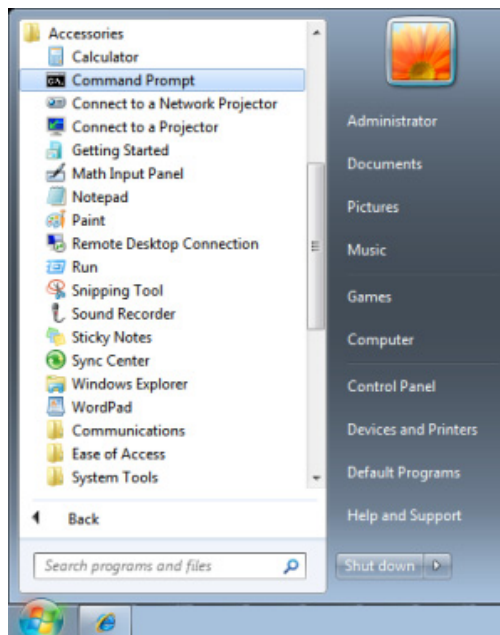 Accessories
Calculator
Command Prompt
Connect to a Network Projector
Connect to a Projector
Getting Started
Math Input Panel
Notepad
Paint
Remote Desktop Connection
Run
Snipping Tool
Sound Recorder
Sticky Notes
Sync Center
Windows Explorer
WordPad
Communications
Ease of Access
System Tools
Back
Search programs and files
Administrator
Documents
Pictures
Music
Games
Computer
Control Panel
Devices and Printers
Default Programs
Help and Support
Shut down